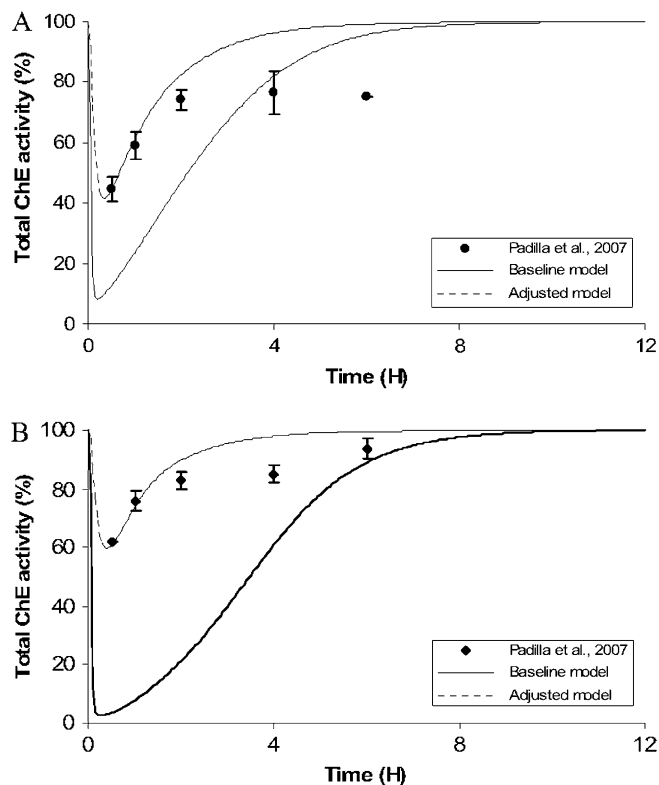 A
Total ChE activity (%)
100
80
60
40
20
0
Padilla et al., 2007
Baseline model
Adjusted model
0
4
8
12
Time (H)
B
Total ChE activity (%)
100
80
60
40
20
0
Padilla et al., 2007
Baseline model
Adjusted model
0
4
8
12
Time (H)